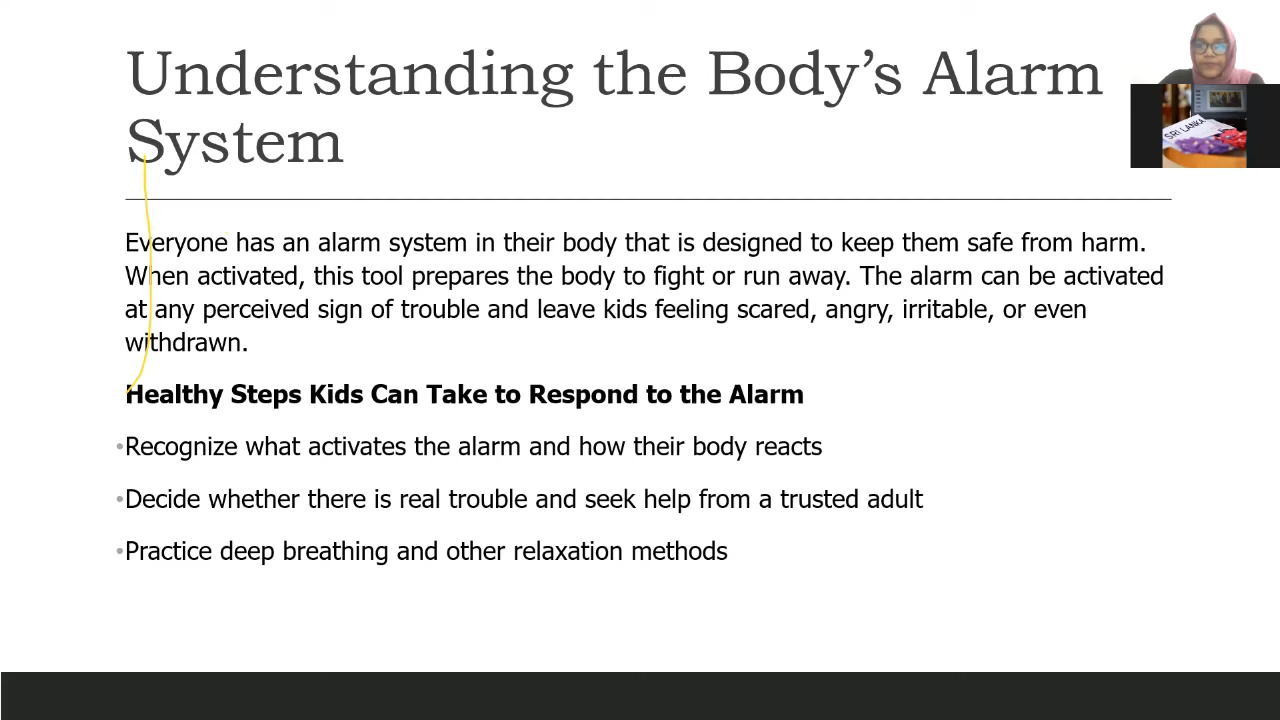 Understanding the Body’s Alarm
System
Everyone has an alarm system in their body that is designed to keep them safe from harm.
When activated, this tool prepares the body to fight or run away. The alarm can be activated
at any perceived sign of trouble and leave kids feeling scared, angry, irritable, or even
withdrawn.
Healthy Steps Kids Can Take to Respond to the Alarm
•Recognize what activates the alarm and how their body reacts
•Decide whether there is real trouble and seek help from a trusted adult
•Practice deep breathing and other relaxation methods
SRI LANKA